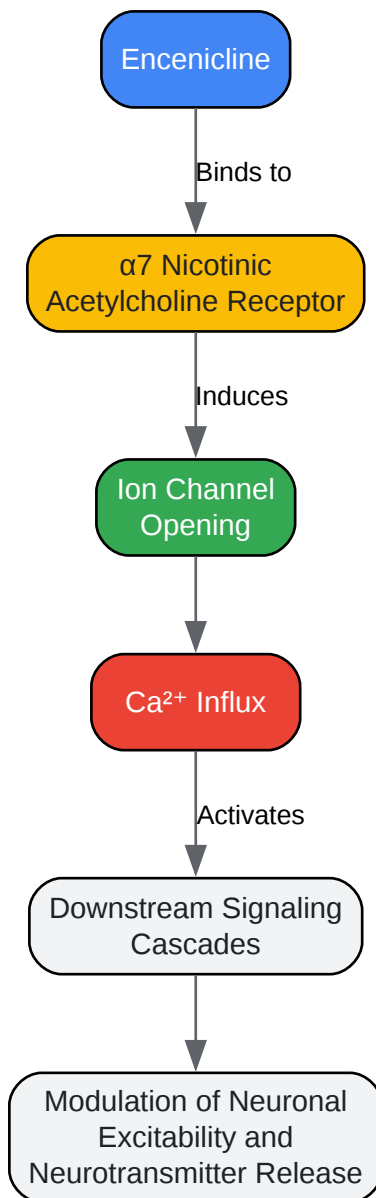 Encenicline
Binds to
α7 Nicotinic
Acetylcholine Receptor
Induces
Ion Channel
Opening
Ca²⁺ Influx
Activates
Downstream Signaling
Cascades
Modulation of Neuronal
Excitability and
Neurotransmitter Release